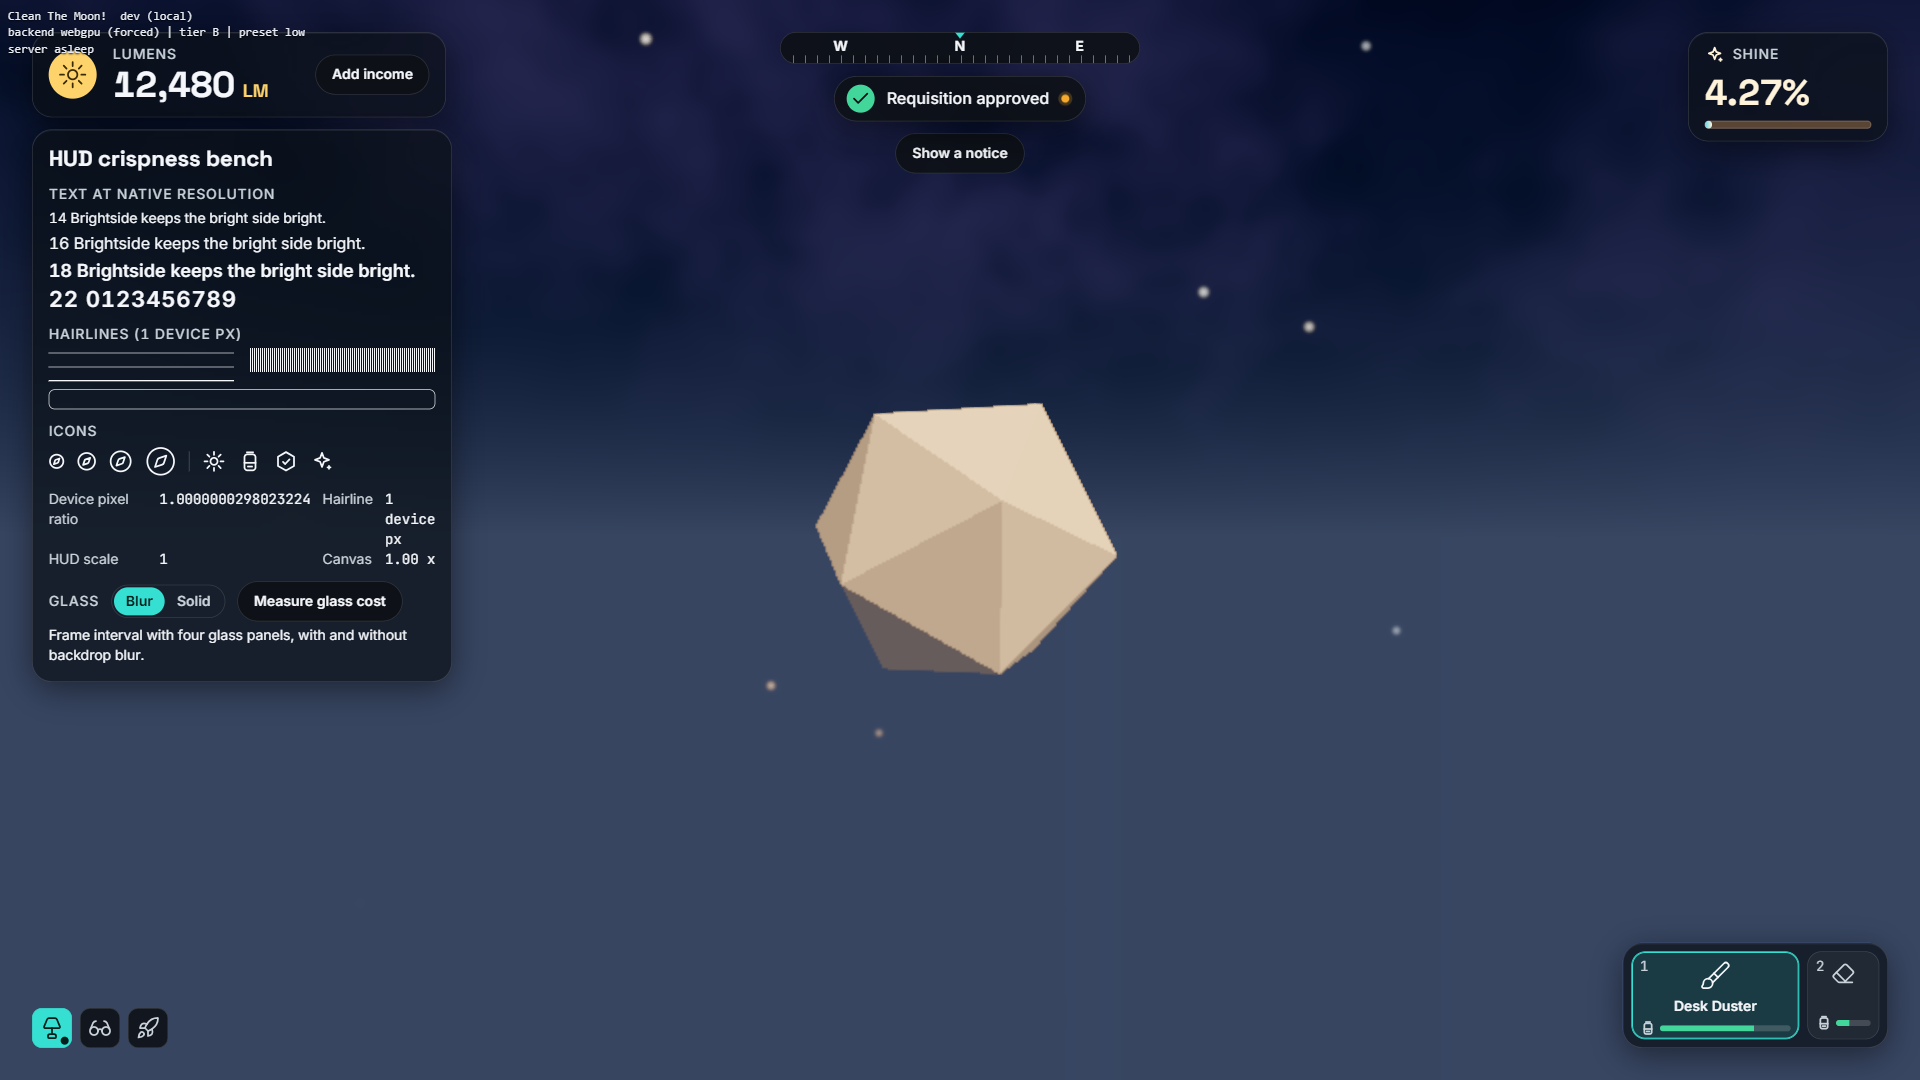 Clean The Moon!  dev (local)
backend webgpu (forced) | tier B | preset low
server asleep
LUMENS
12,480 LM
Add income
W N E
Requisition approved
Show a notice
SHINE
4.27%
HUD crispness bench
TEXT AT NATIVE RESOLUTION
14 Brightside keeps the bright side bright.
16 Brightside keeps the bright side bright.
18 Brightside keeps the bright side bright.
22 0123456789
HAIRLINES (1 DEVICE PX)
ICONS
Device pixel ratio 1.0000000298023224 Hairline 1 device px
HUD scale 1 Canvas 1.00 x
GLASS Blur Solid Measure glass cost
Frame interval with four glass panels, with and without
backdrop blur.
1 2
Desk Duster